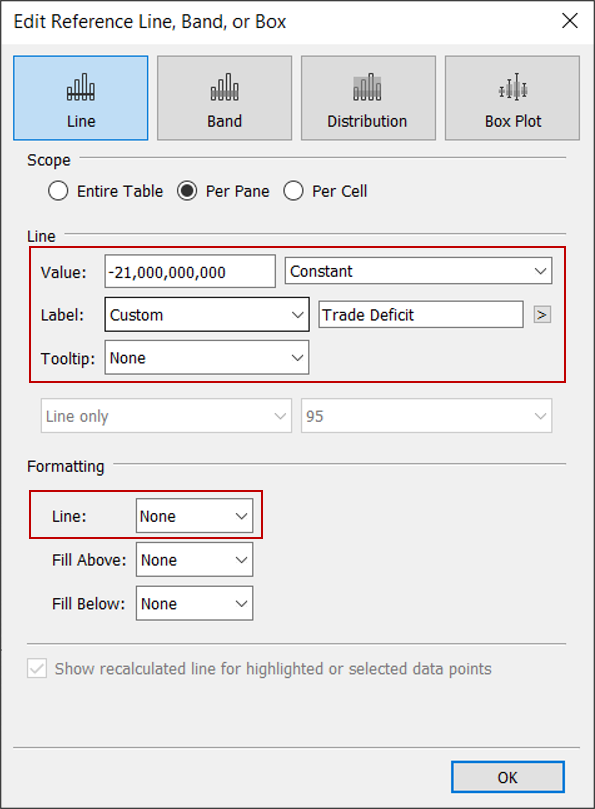 Edit Reference Line, Band, or Box
Line Band Distribution Box Plot
Scope
Entire Table Per Pane Per Cell
Line
Value: -21,000,000,000 Constant
Label: Custom Trade Deficit >
Tooltip: None
Line only 95
Formatting
Line: None
Fill Above: None
Fill Below: None
Show recalculated line for highlighted or selected data points
OK